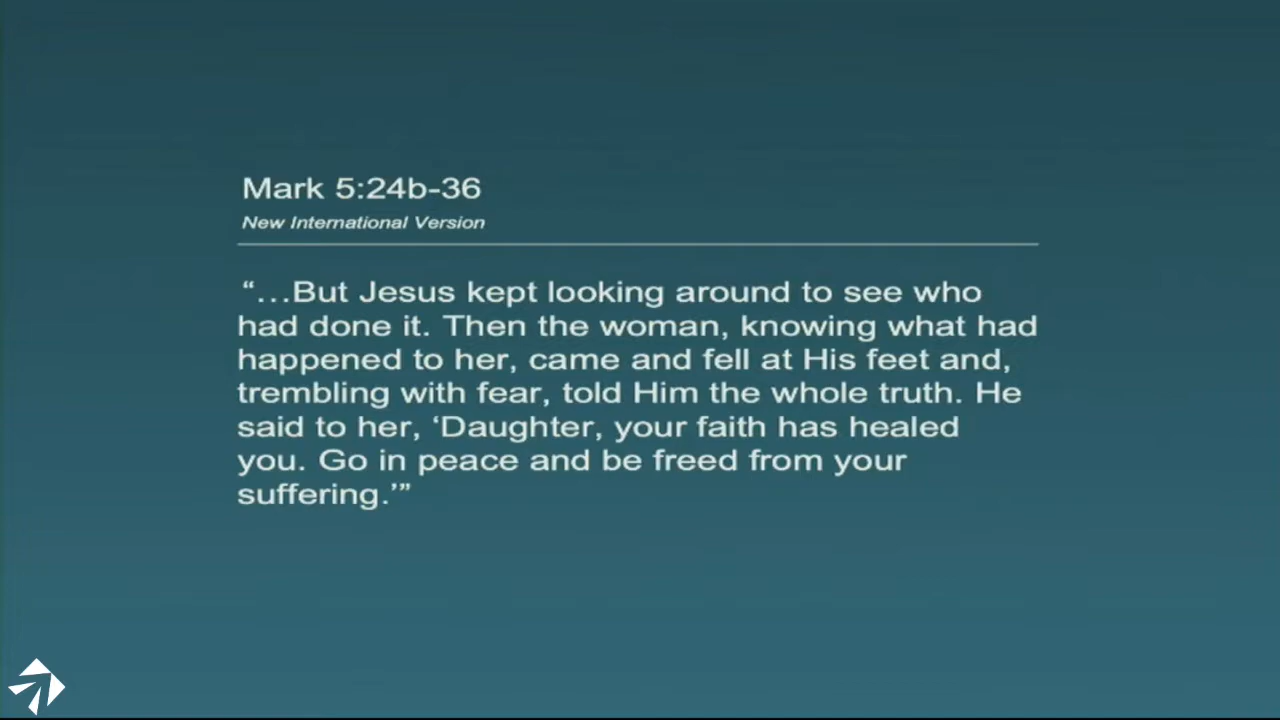 Mark 5:24b-36
New International Version
“…But Jesus kept looking around to see who
had done it. Then the woman, knowing what had
happened to her, came and fell at His feet and,
trembling with fear, told Him the whole truth. He
said to her, ‘Daughter, your faith has healed
you. Go in peace and be freed from your
suffering.’”